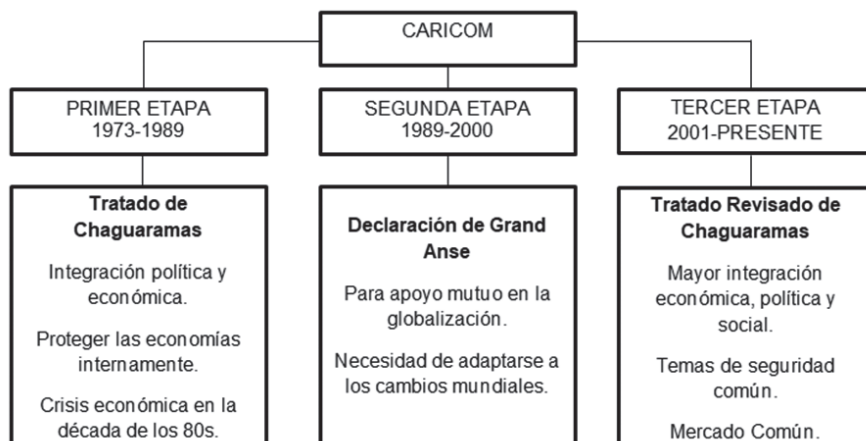 CARICOM
PRIMER ETAPA
1973-1989
SEGUNDA ETAPA
1989-2000
TERCER ETAPA
2001-PRESENTE
Tratado de
Chaguaramas
Integración política y
económica.
Proteger las economías
internamente.
Crisis económica en la
década de los 80s.
Declaración de Grand
Anse
Para apoyo mutuo en la
globalización.
Necesidad de adaptarse a
los cambios mundiales.
Tratado Revisado de
Chaguaramas
Mayor integración
económica, política y
social.
Temas de seguridad
común.
Mercado Común.